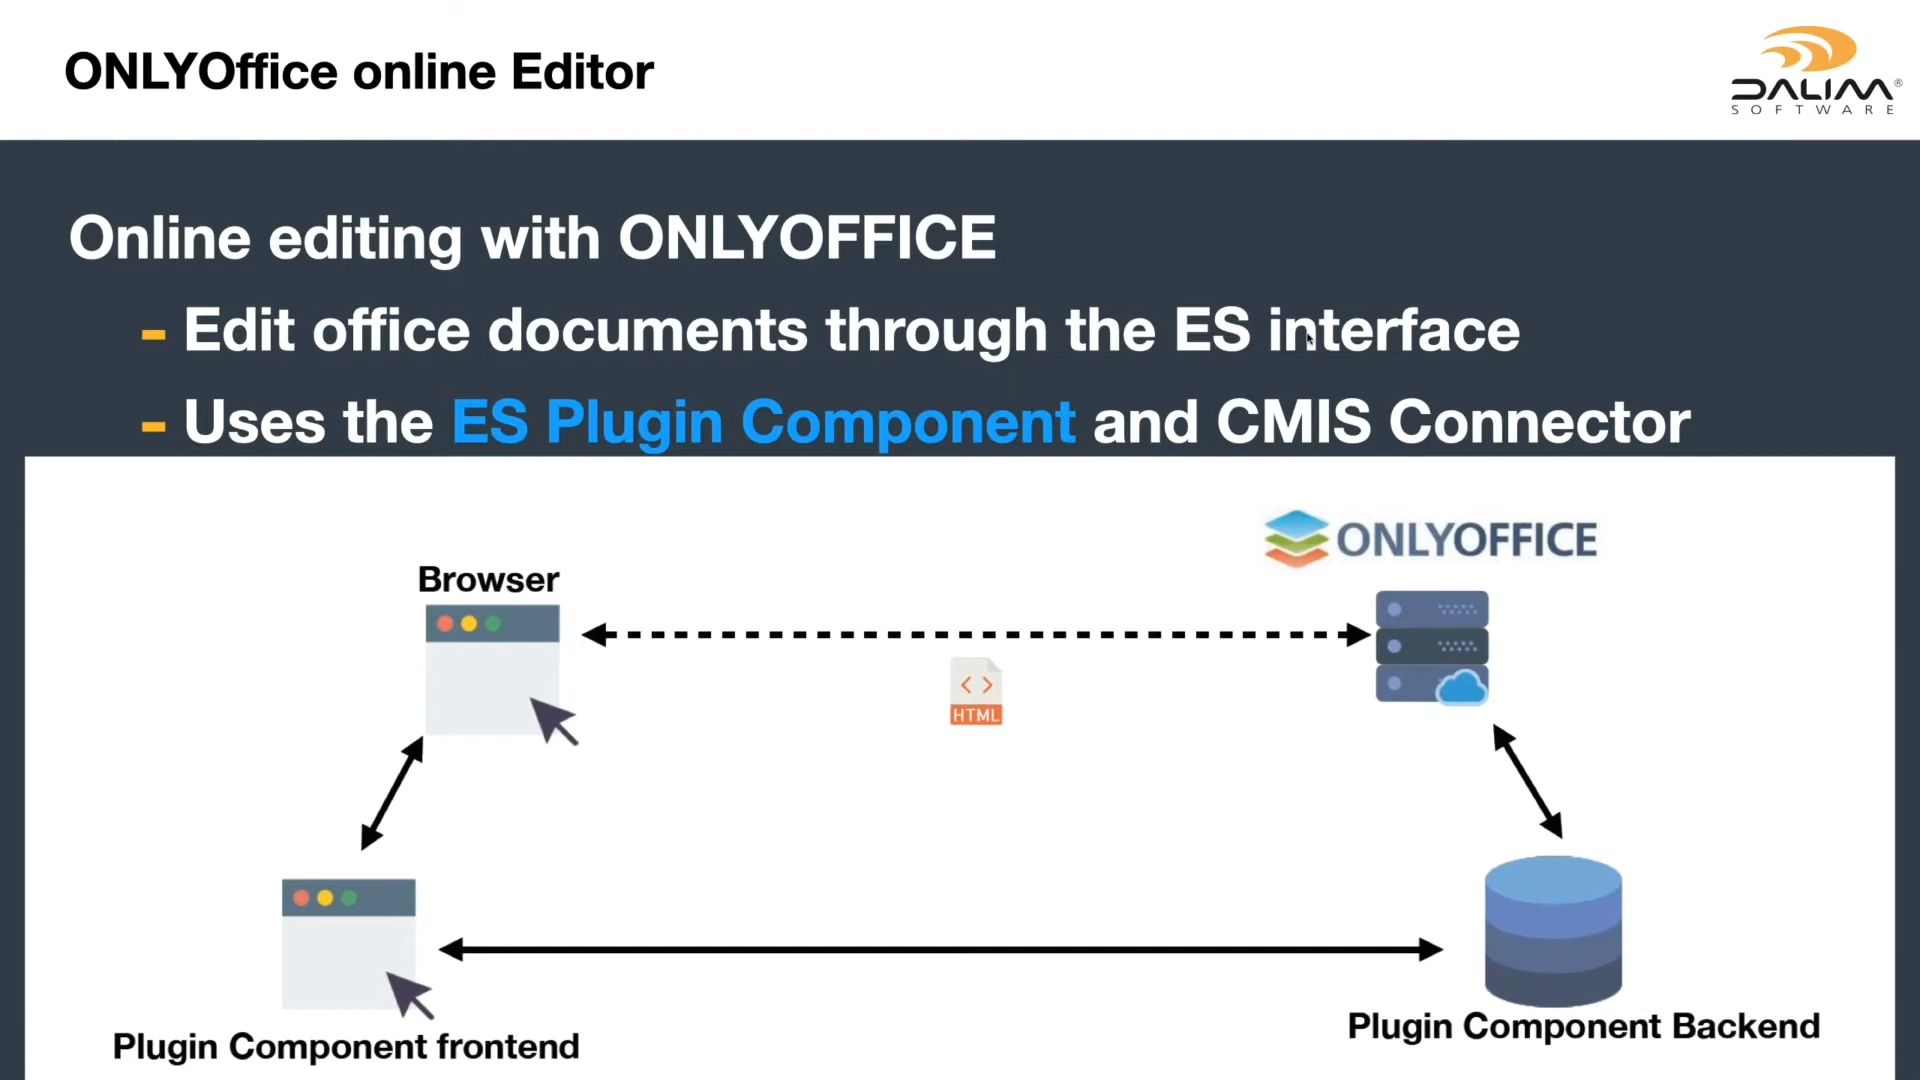 ONLYOffice online Editor
DALIM®
SOFTWARE
Online editing with ONLYOFFICE
- Edit office documents through the ES interface
- Uses the ES Plugin Component and CMIS Connector
ONLYOFFICE
Browser
<>
HTML
Plugin Component frontend
Plugin Component Backend